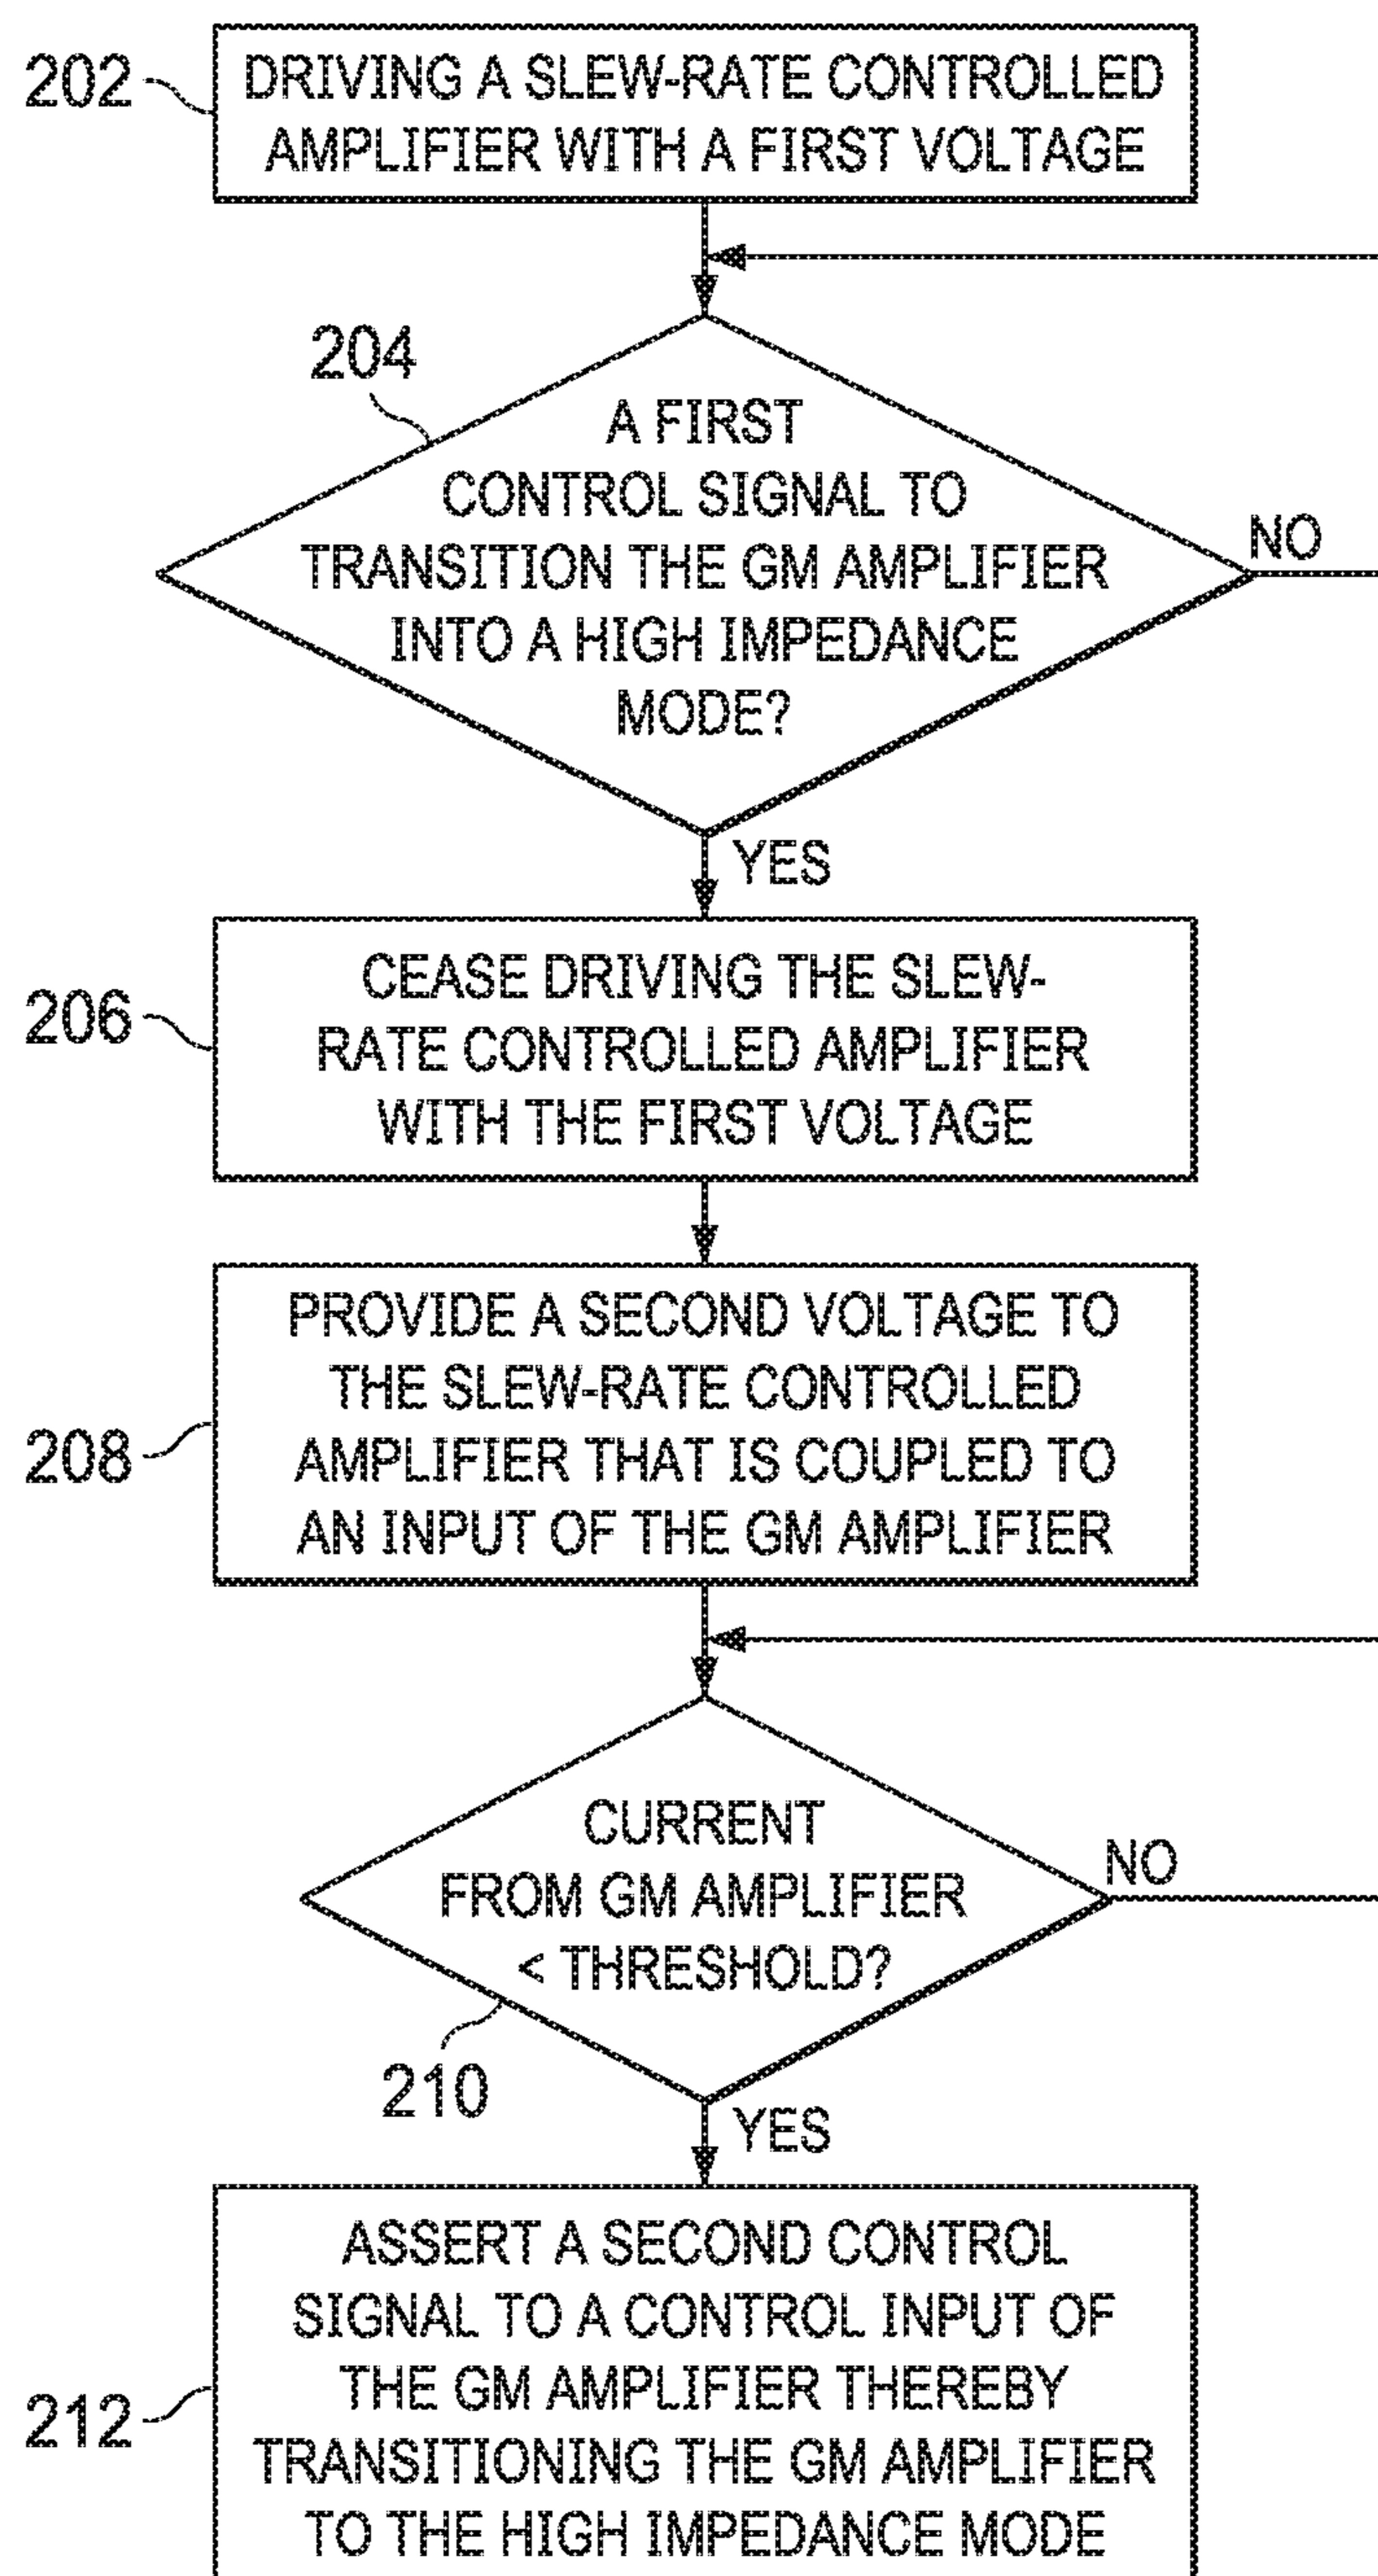 202
DRIVING A SLEW-RATE CONTROLLED
AMPLIFIER WITH A FIRST VOLTAGE
204
A FIRST
CONTROL SIGNAL TO
TRANSITION THE GM AMPLIFIER
INTO A HIGH IMPEDANCE
MODE?
NO
YES
206
CEASE DRIVING THE SLEW-
RATE CONTROLLED AMPLIFIER
WITH THE FIRST VOLTAGE
208
PROVIDE A SECOND VOLTAGE TO
THE SLEW-RATE CONTROLLED
AMPLIFIER THAT IS COUPLED TO
AN INPUT OF THE GM AMPLIFIER
CURRENT
FROM GM AMPLIFIER
< THRESHOLD?
NO
210
YES
212
ASSERT A SECOND CONTROL
SIGNAL TO A CONTROL INPUT OF
THE GM AMPLIFIER THEREBY
TRANSITIONING THE GM AMPLIFIER
TO THE HIGH IMPEDANCE MODE